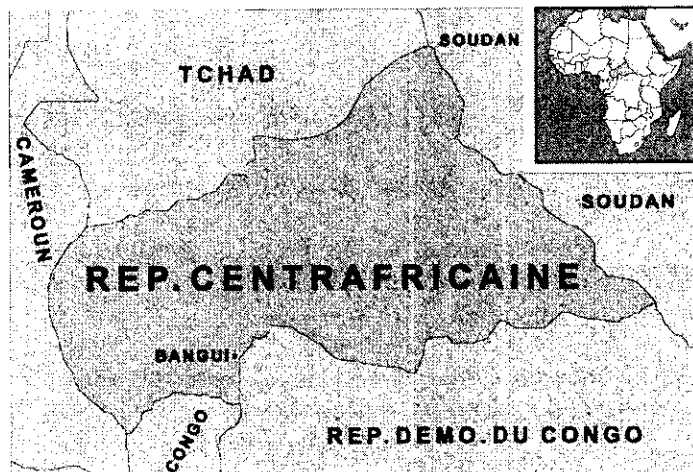 SOUDAN
TCHAD
CAMEROUN
SOUDAN
REP.CENTRAFRICAINE
BANGUI
CONGO
REP.DEMO.DU CONGO